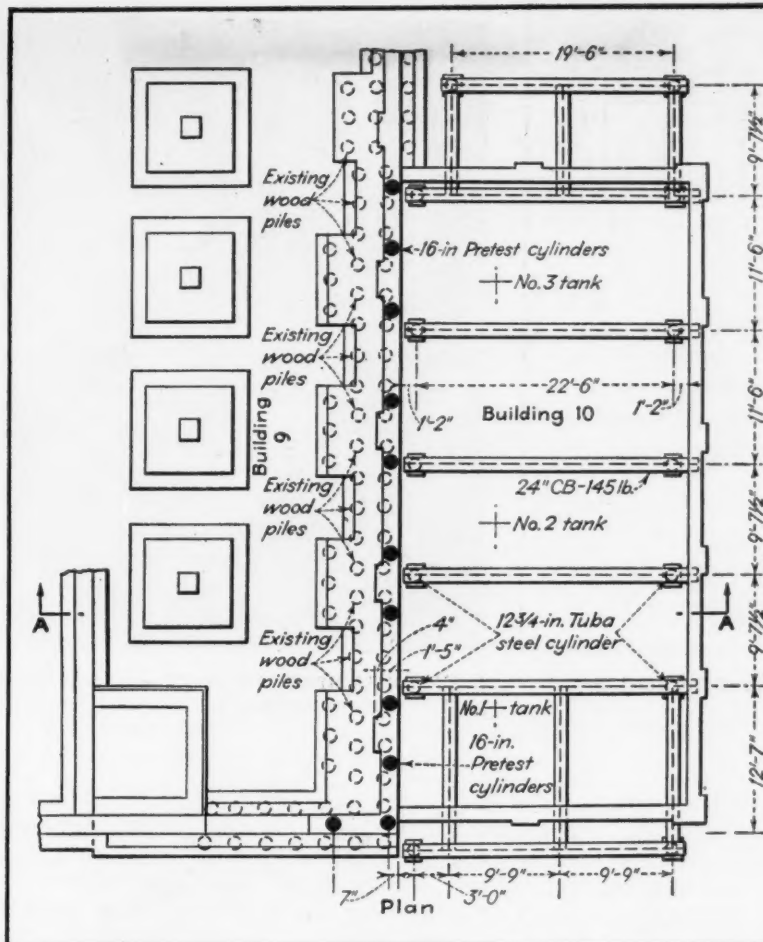 19'-6"
9'-7½"
Existing
wood
piles
16-in Pretest cylinders
No. 3 tank
11'-6"
Existing
wood
piles
22'-6"
1'-2"
Building 10
1'-2"
11'-6"
Building
9
Existing
wood
piles
24" CB-145 lb.
No. 2 tank
9'-7½"
A
12¾-in. Tuba
steel cylinder
A
4"
1'-5"
9'-7½"
Existing
wood
piles
No. 1 tank
16-in.
Pretest
cylinders
12'-7"
7"
9'-9"
9'-9"
3'-0"
Plan